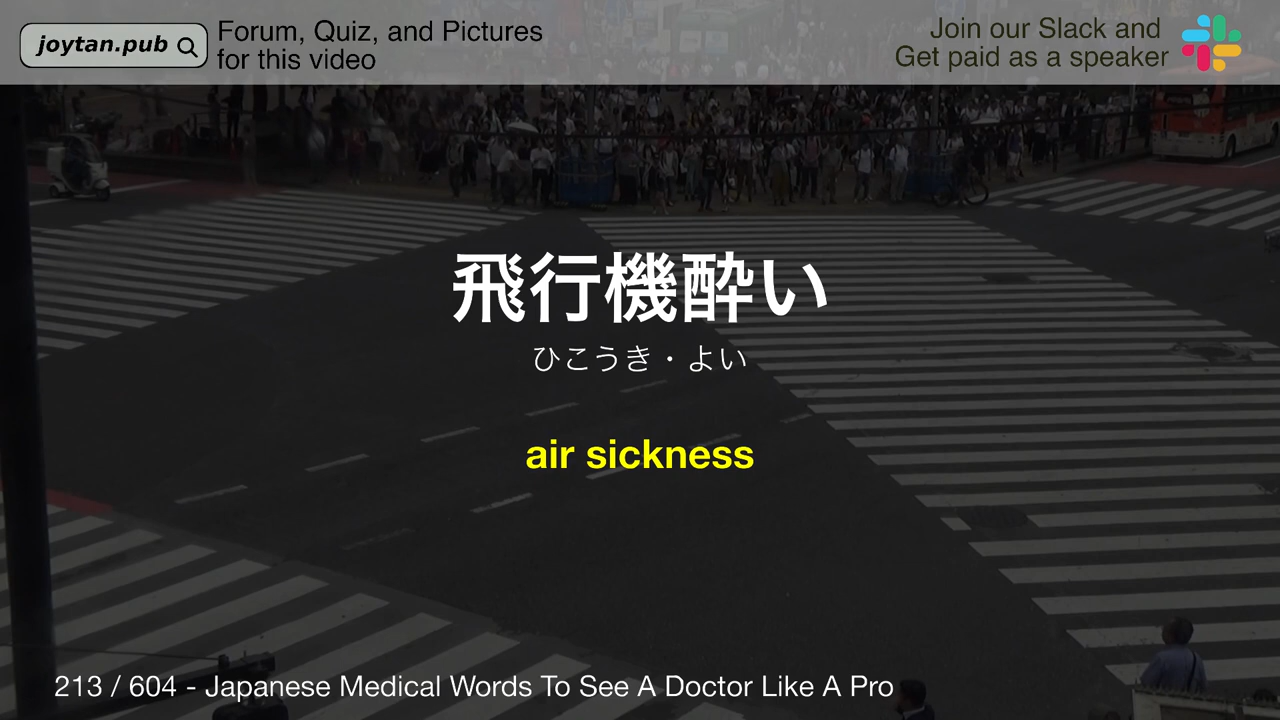 joytan.pub
Forum, Quiz, and Pictures
for this video
Join our Slack and
Get paid as a speaker
飛行機酔い
ひこうき・よい
air sickness
213 / 604 - Japanese Medical Words To See A Doctor Like A Pro